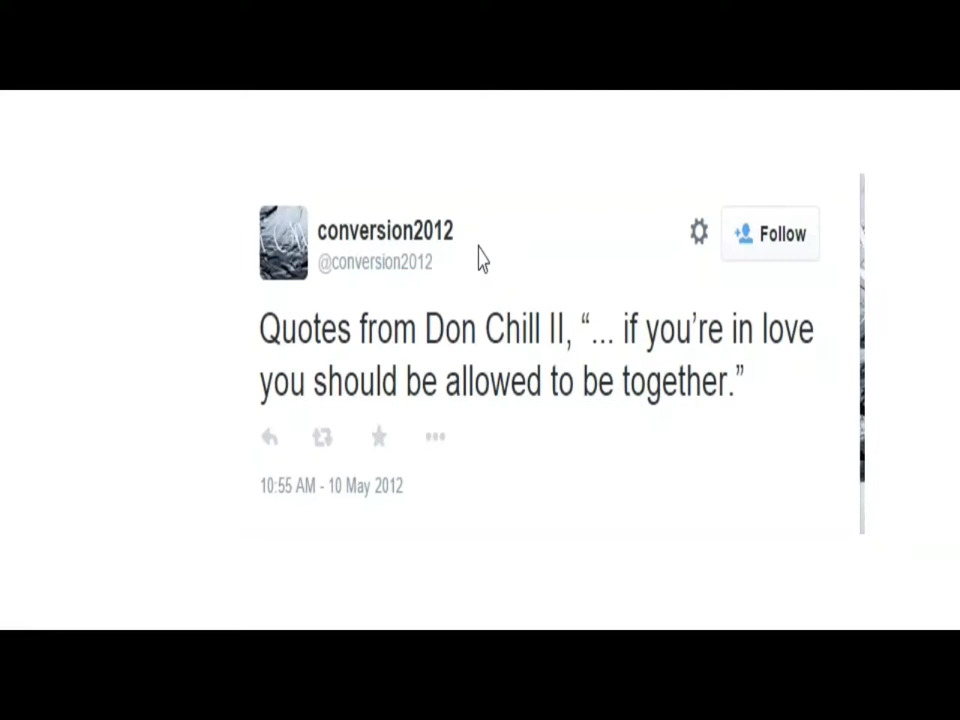 conversion2012
@conversion2012
Follow
Quotes from Don Chill II, “... if you’re in love
you should be allowed to be together.”
10:55 AM - 10 May 2012